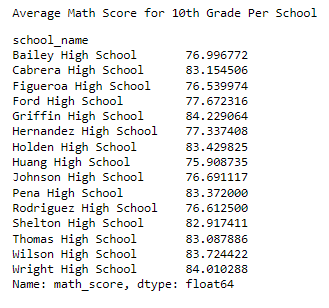 Average Math Score for 10th Grade Per School
school_name
Bailey High School 76.996772
Cabrera High School 83.154506
Figueroa High School 76.539974
Ford High School 77.672316
Griffin High School 84.229064
Hernandez High School 77.337408
Holden High School 83.429825
Huang High School 75.908735
Johnson High School 76.691117
Pena High School 83.372000
Rodriguez High School 76.612500
Shelton High School 82.917411
Thomas High School 83.087886
Wilson High School 83.724422
Wright High School 84.010288
Name: math_score, dtype: float64